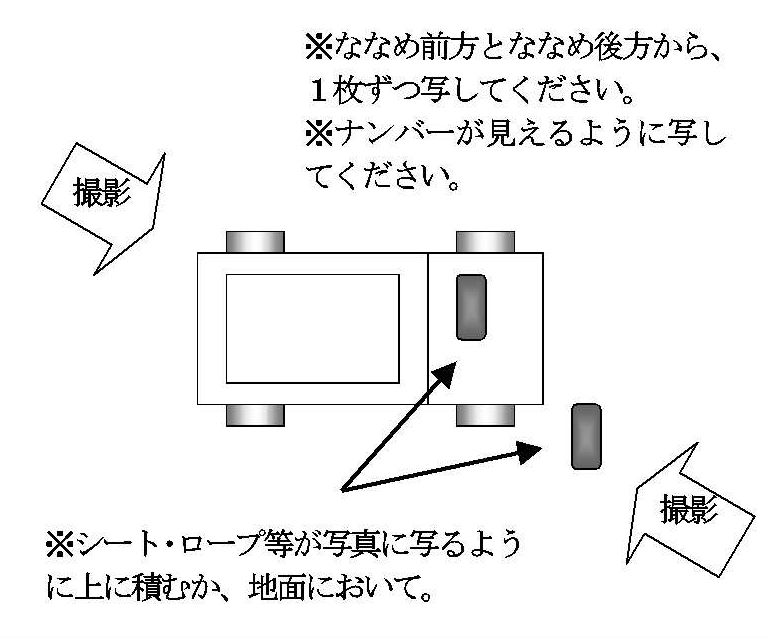 ※ななめ前方とななめ後方から、
１枚ずつ写してください。
※ナンバーが見えるように写し
てください。
撮影
撮影
※シート・ロープ等が写真に写るよう
に上に積むか、地面において。